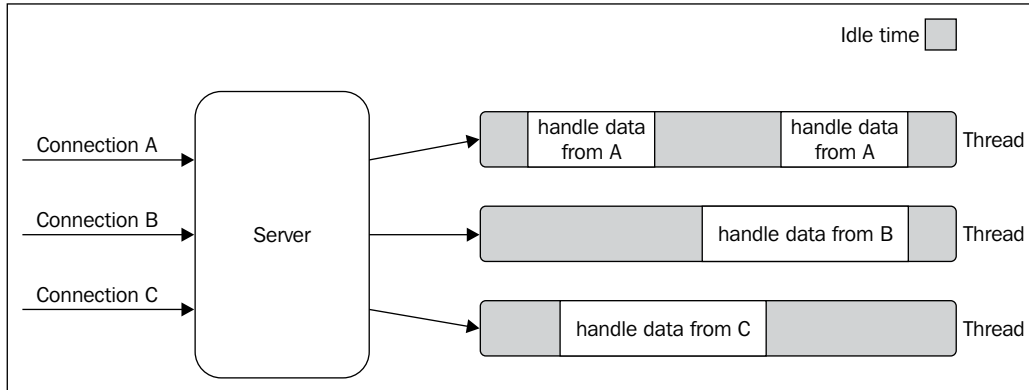 Idle time
Connection A
Connection B
Connection C
Server
handle data
from A
handle data
from A
Thread
handle data from B
Thread
handle data from C
Thread